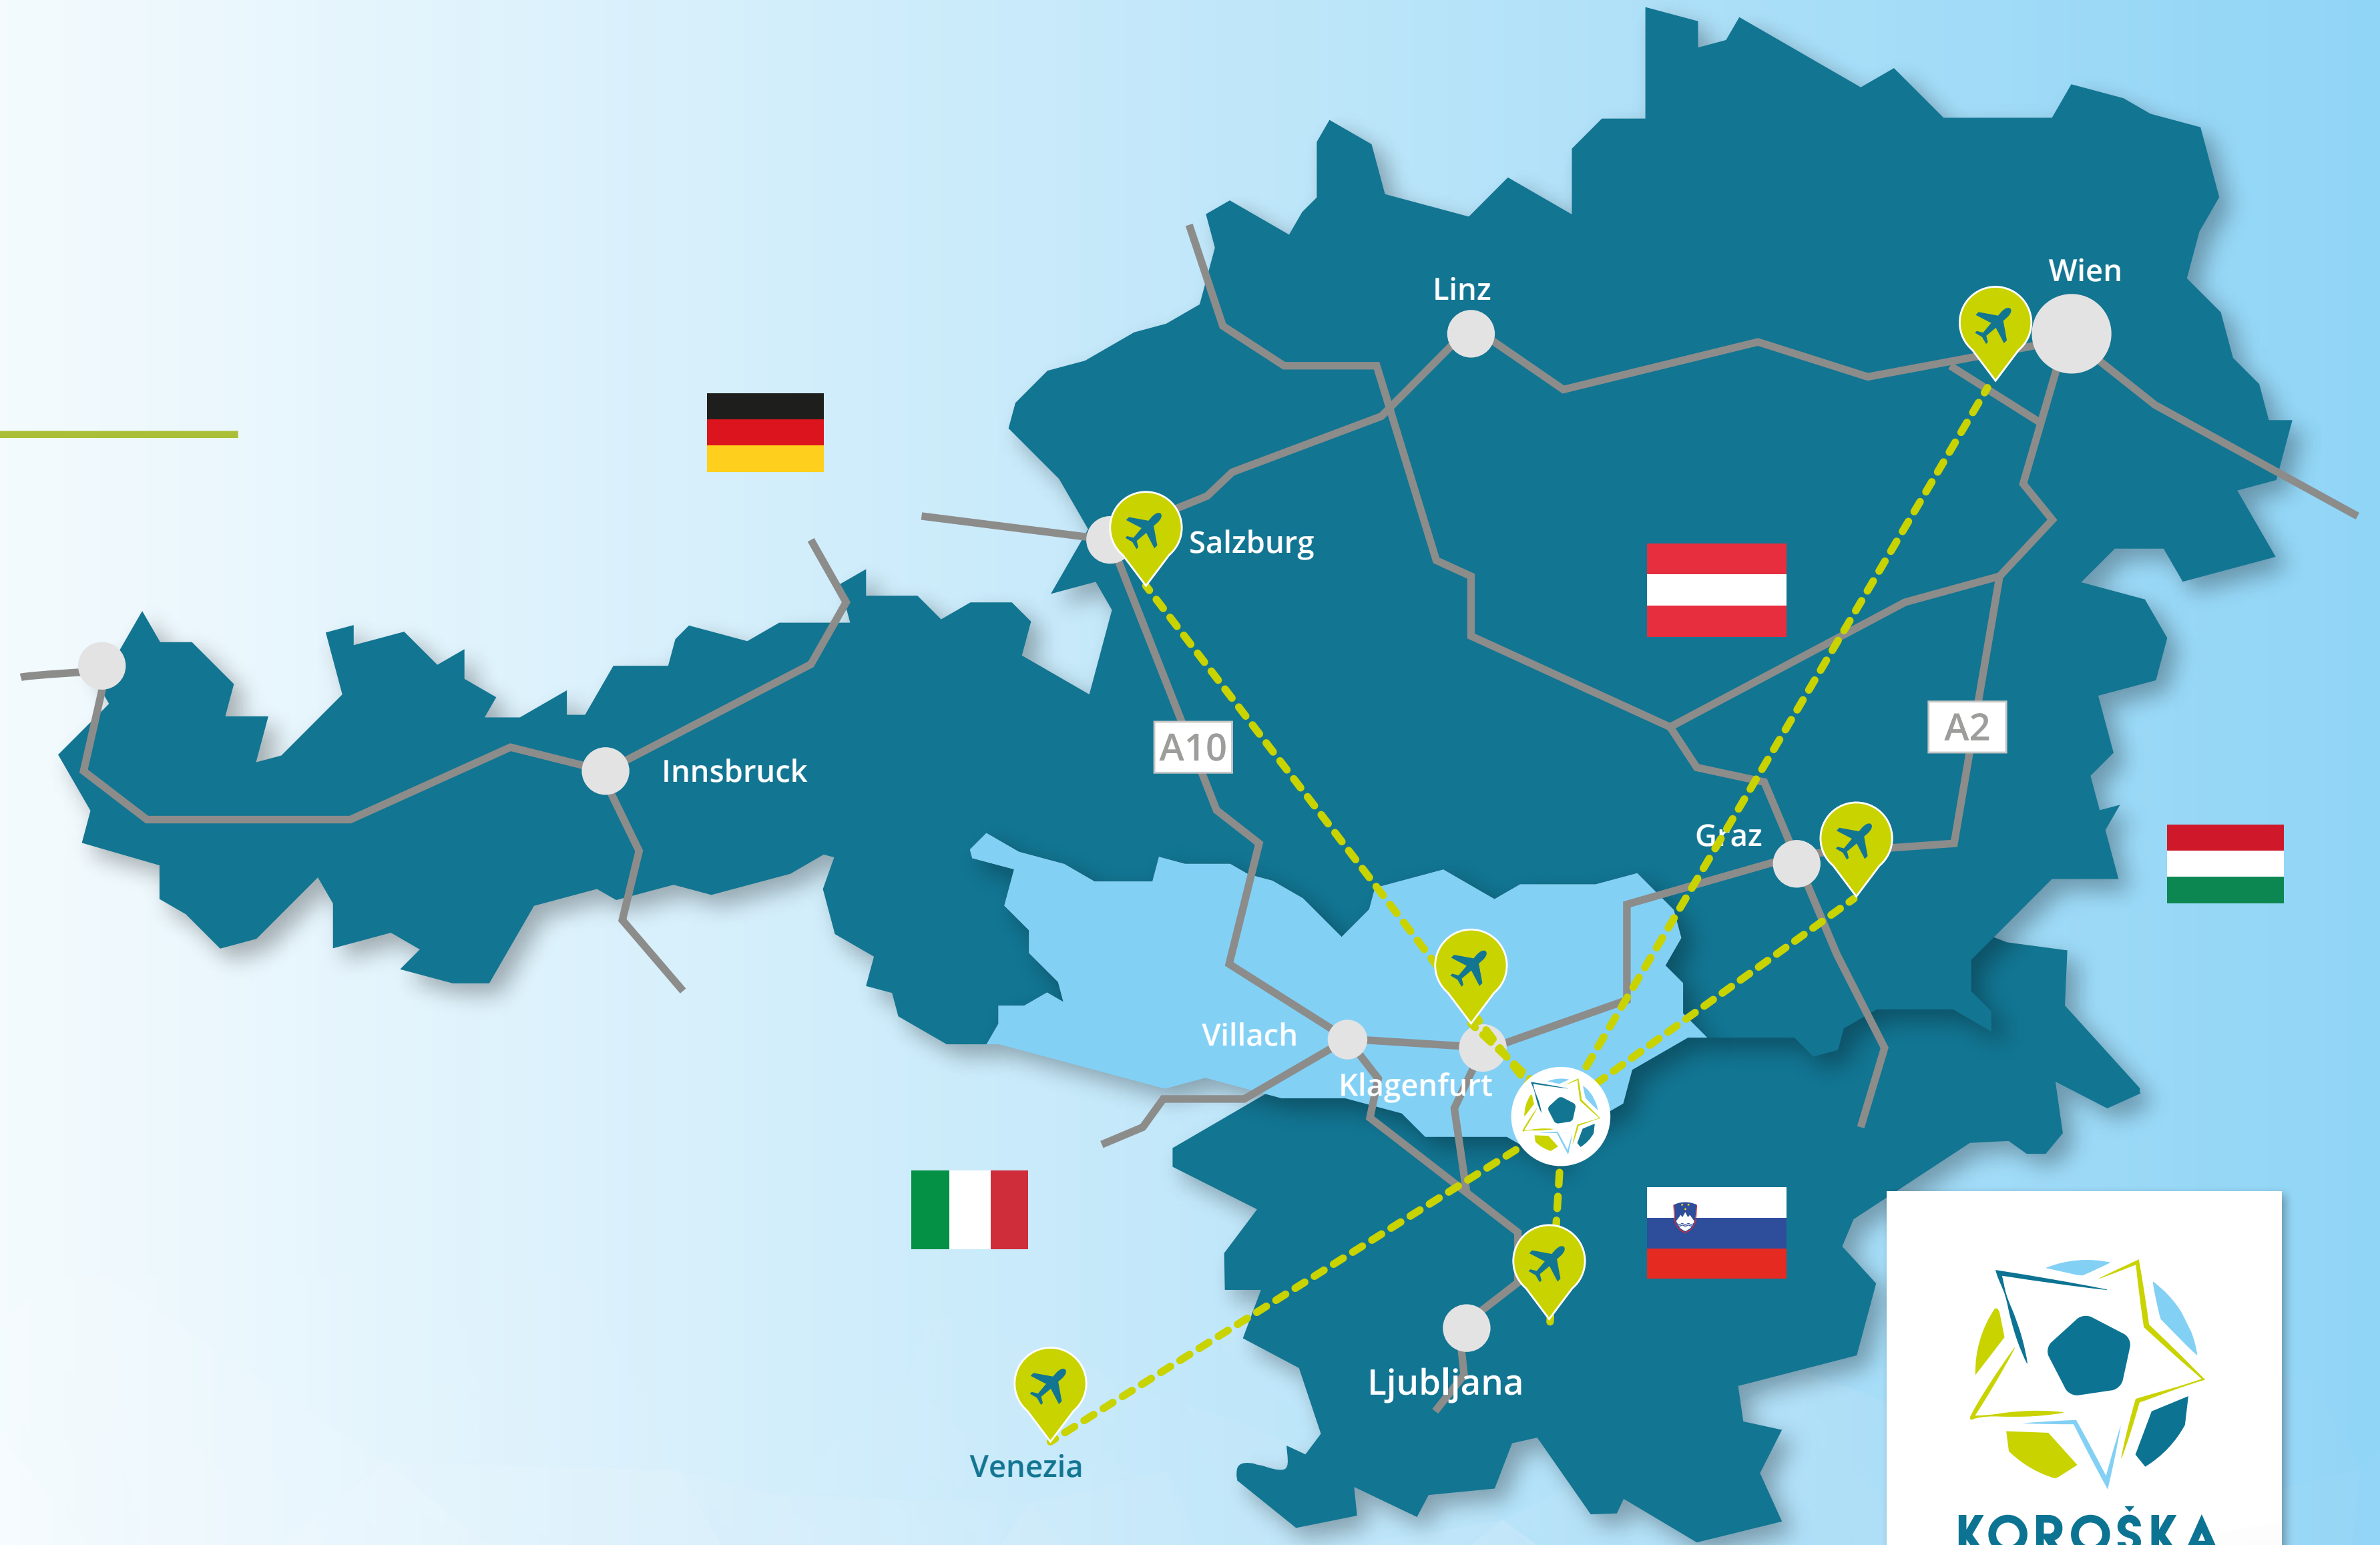 Wien
Linz
Salzburg
A10
A2
Innsbruck
Graz
Villach
Klagenfurt
Ljubljana
Venezia
KOROŠKA